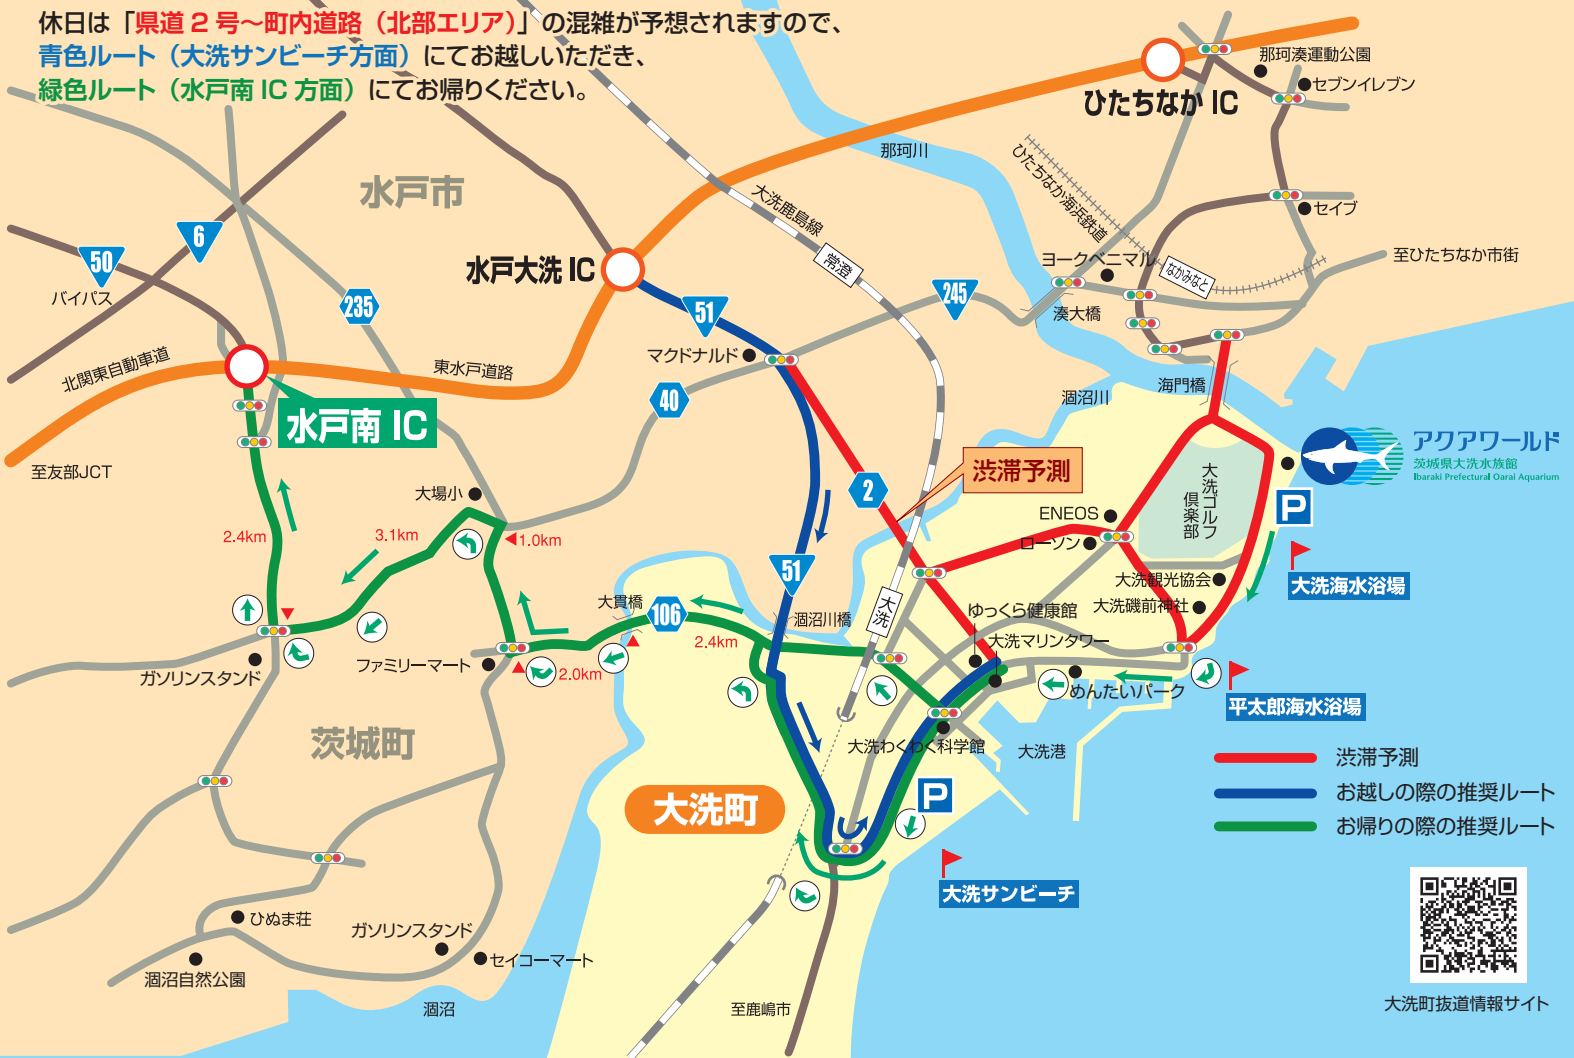 休日は「県道2号～町内道路（北部エリア）」の混雑が予想されますので、
青色ルート（大洗サンビーチ方面）にてお越しいただき、
緑色ルート（水戸南IC方面）にてお帰りください。
ひたちなかIC
那珂湊運動公園
セブンイレブン
那珂川
ひたちなか海浜鉄道
セイブ
水戸市
大洗鹿島線
6
50
バイパス
水戸大洗IC
常澄
ヨークベニマル
なかみなと
至ひたちなか市街
235
51
245
湊大橋
マクドナルド
北関東自動車道
東水戸道路
40
涸沼川
海門橋
水戸南IC
アクアワールド
茨城県大洗水族館
Ibaraki Prefectural Oarai Aquarium
至友部JCT
渋滞予測
大洗ゴルフ
倶楽部
2
大場小
P
ENEOS
2.4km
3.1km
1.0km
ローソン
大洗海水浴場
51
大洗観光協会
大貫橋
106
大洗
大洗磯前神社
涸沼川橋
ゆっくら健康館
2.4km
大洗マリンタワー
ガソリンスタンド
ファミリーマート
2.0km
めんたいパーク
平太郎海水浴場
茨城町
大洗わくわく科学館
大洗港
渋滞予測
大洗町
P
お越しの際の推奨ルート
お帰りの際の推奨ルート
大洗サンビーチ
ひぬま荘
ガソリンスタンド
セイコーマート
涸沼自然公園
涸沼
至鹿嶋市
大洗町抜道情報サイト